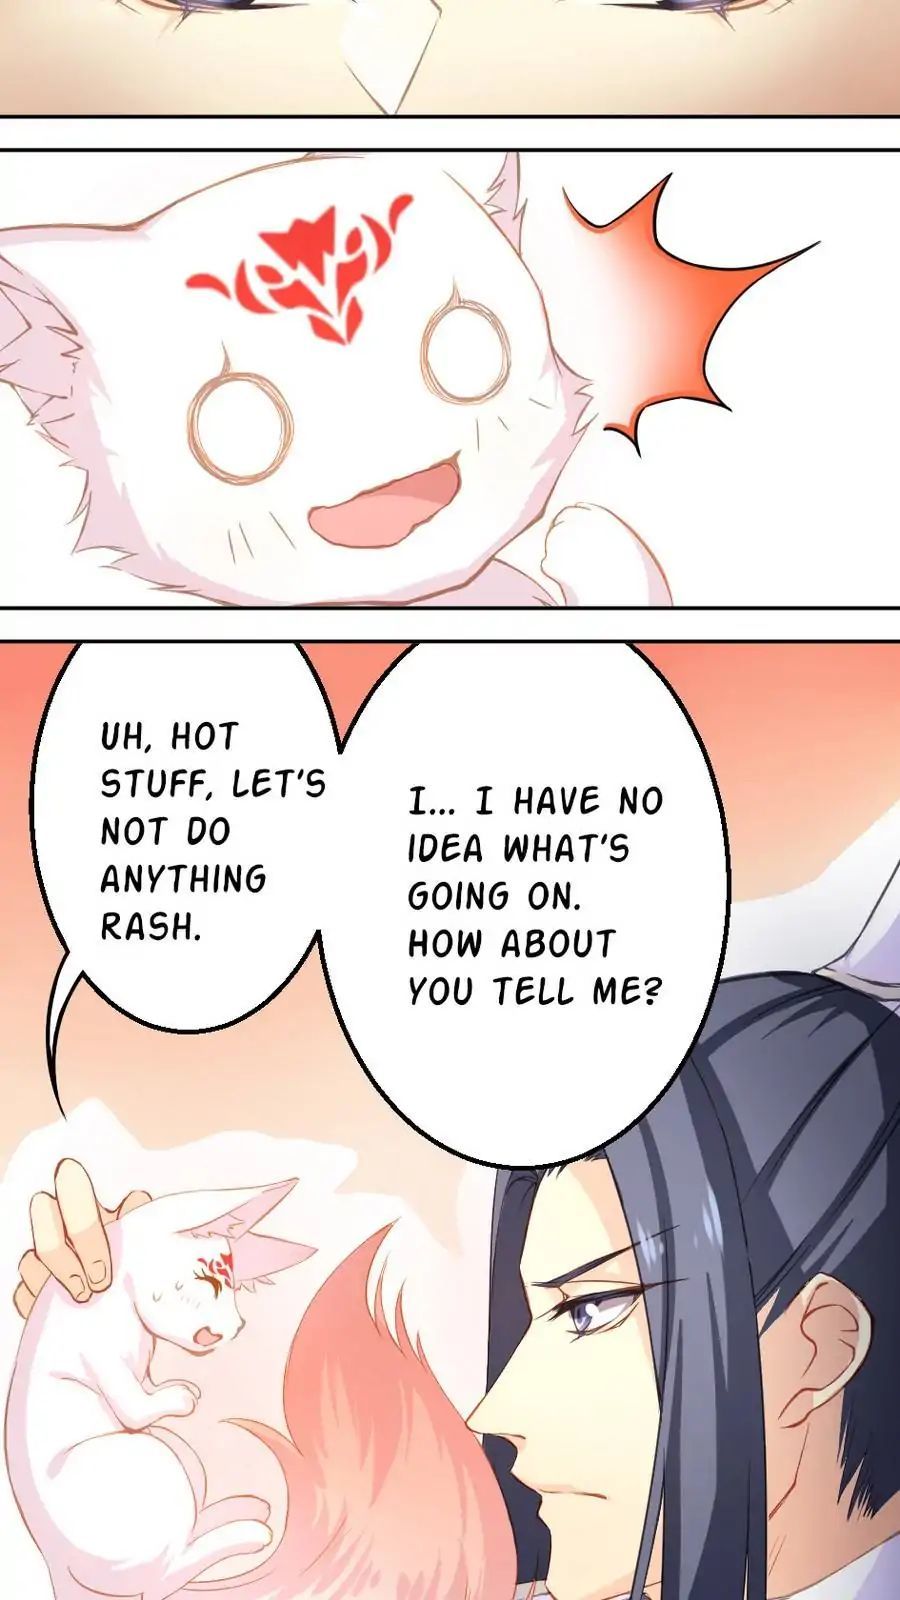 UH, HOT
STUFF, LET'S
NOT DO
ANYTHING
RASH.
I... I HAVE NO
IDEA WHAT'S
GOING ON.
HOW ABOUT
YOU TELL ME?